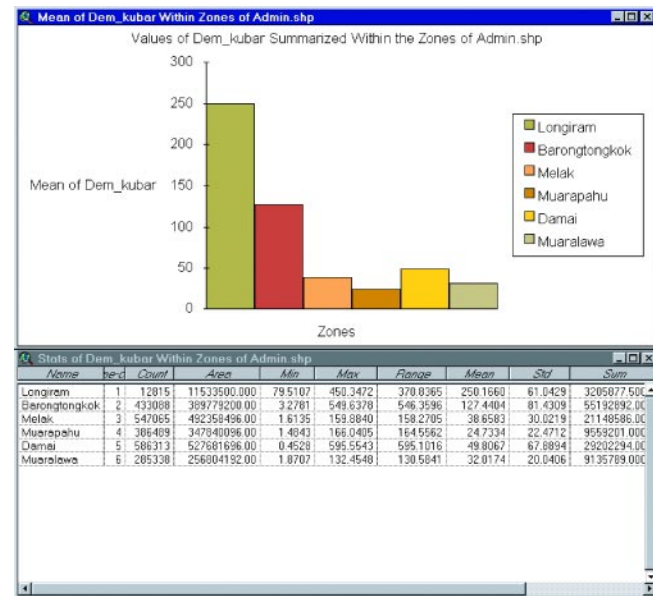 Mean of Dem_kubar Within Zones of Admin.shp
Values of Dem_kubar Summarized Within the Zones of Admin.shp
300
250
200
Mean of Dem_kubar 150
100
50
0
Zones
Longiram
Barongtongkok
Melak
Muarapahu
Damai
Muaralawa
Stats of Dem_kubar Within Zones of Admin.shp
Name Count Area Min Max Range Mean Std Sum
Longiram 1 12815 11533500.000 79.5107 450.3472 370.8365 250.1660 61.0429 3205877.500
Barongtongkok 2 433088 389779200.00 3.2781 549.6378 546.3596 127.4404 81.4309 55192892.00
Melak 3 547065 492358496.00 1.6135 159.8840 158.2705 38.6583 30.0219 21148586.00
Muarapahu 4 386489 347840096.00 1.4843 166.0405 164.5562 24.7334 22.4712 9559201.000
Damai 5 586313 527681696.00 0.4528 595.5543 595.1016 49.8067 67.8894 29202294.00
Muaralawa 6 285338 256804192.00 1.8707 132.4548 130.5841 32.0174 20.0406 9135789.000